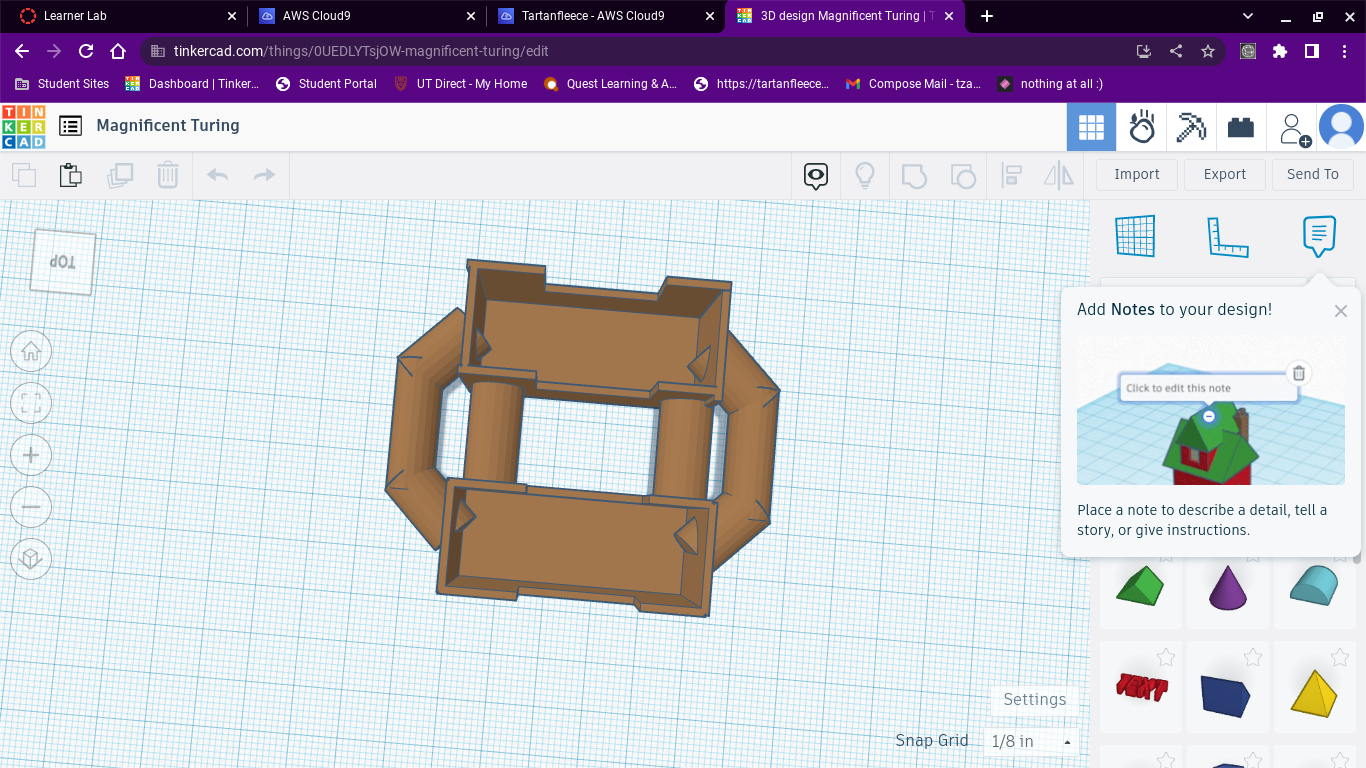 Learner Lab
AWS Cloud9
Tartanfleece - AWS Cloud9
3D design Magnificent Turing | T
tinkercad.com/things/0UEDLYTsjOW-magnificent-turing/edit
Student Sites
Dashboard | Tinker...
Student Portal
UT Direct - My Home
Quest Learning & A...
https://tartanfleece...
Compose Mail - tza...
nothing at all :)
TIN
KER
CAD
Magnificent Turing
Import
Export
Send To
TOP
Add Notes to your design!
Click to edit this note
Place a note to describe a detail, tell a
story, or give instructions.
TEXT
Settings
Snap Grid
1/8 in